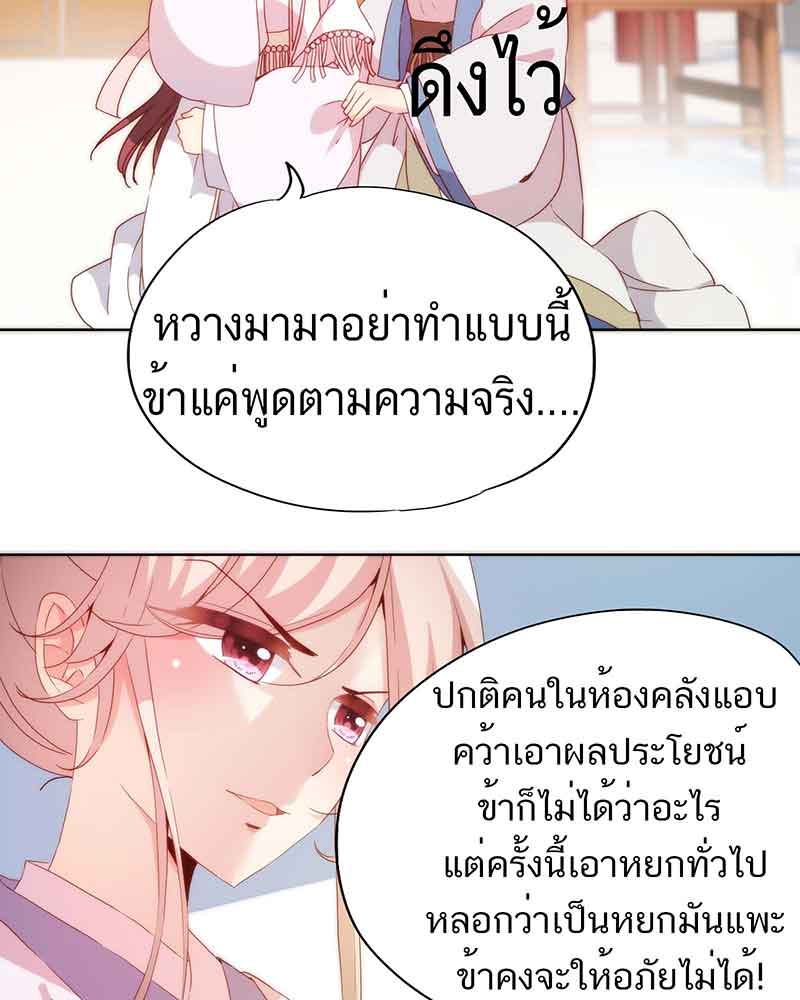 ดึงไว้
หวางมามาอย่าทำแบบนี้
ข้าแค่พูดตามความจริง....
ปกติคนในห้องคลังแอบ
คว้าเอาผลประโยชน์
ข้าก็ไม่ได้ว่าอะไร
แต่ครั้งนี้เอาหยกทั่วไป
หลอกว่าเป็นหยกมันแพะ
ข้าคงจะให้อภัยไม่ได้!